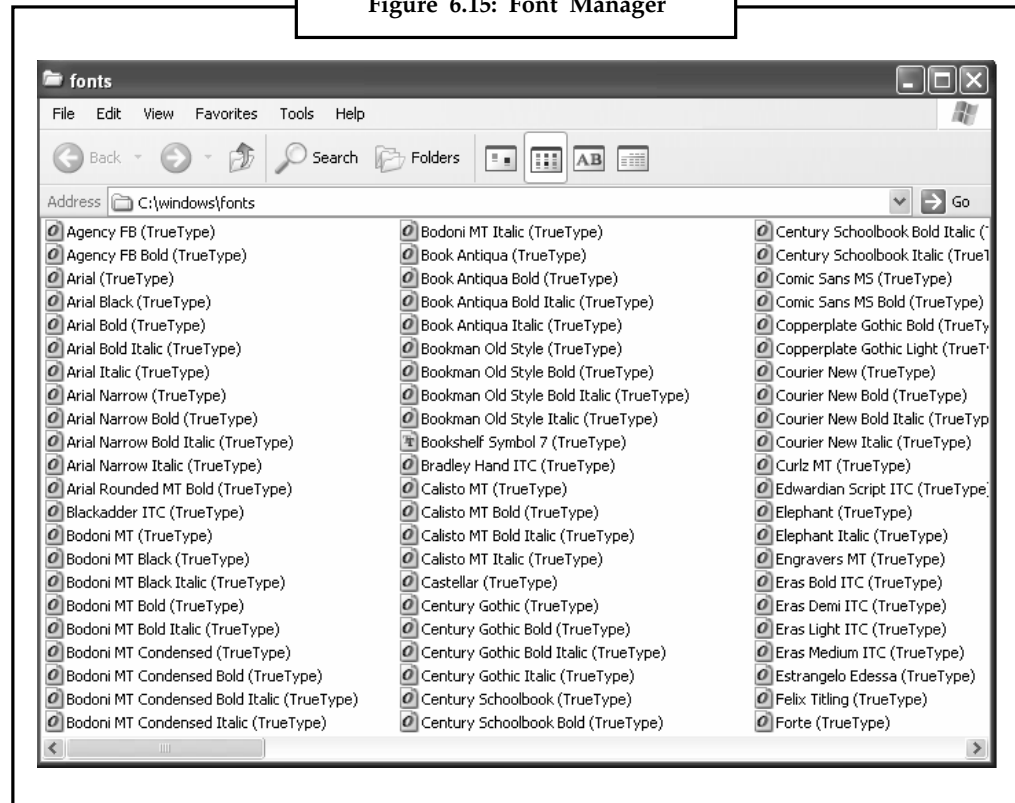 Figure 6.15: Font Manager
fonts
File Edit View Favorites Tools Help
Back Search Folders AB
Address C:\windows\fonts Go
Agency FB (TrueType)
Agency FB Bold (TrueType)
Arial (TrueType)
Arial Black (TrueType)
Arial Bold (TrueType)
Arial Bold Italic (TrueType)
Arial Italic (TrueType)
Arial Narrow (TrueType)
Arial Narrow Bold (TrueType)
Arial Narrow Bold Italic (TrueType)
Arial Narrow Italic (TrueType)
Arial Rounded MT Bold (TrueType)
Blackadder ITC (TrueType)
Bodoni MT (TrueType)
Bodoni MT Black (TrueType)
Bodoni MT Black Italic (TrueType)
Bodoni MT Bold (TrueType)
Bodoni MT Bold Italic (TrueType)
Bodoni MT Condensed (TrueType)
Bodoni MT Condensed Bold (TrueType)
Bodoni MT Condensed Bold Italic (TrueType)
Bodoni MT Condensed Italic (TrueType)
Bodoni MT Italic (TrueType)
Book Antiqua (TrueType)
Book Antiqua Bold (TrueType)
Book Antiqua Bold Italic (TrueType)
Book Antiqua Italic (TrueType)
Bookman Old Style (TrueType)
Bookman Old Style Bold (TrueType)
Bookman Old Style Bold Italic (TrueType)
Bookman Old Style Italic (TrueType)
Bookshelf Symbol 7 (TrueType)
Bradley Hand ITC (TrueType)
Calisto MT (TrueType)
Calisto MT Bold (TrueType)
Calisto MT Bold Italic (TrueType)
Calisto MT Italic (TrueType)
Castellar (TrueType)
Century Gothic (TrueType)
Century Gothic Bold (TrueType)
Century Gothic Bold Italic (TrueType)
Century Gothic Italic (TrueType)
Century Schoolbook (TrueType)
Century Schoolbook Bold (TrueType)
Century Schoolbook Bold Italic (
Century Schoolbook Italic (True
Comic Sans MS (TrueType)
Comic Sans MS Bold (TrueType)
Copperplate Gothic Bold (TrueTy
Copperplate Gothic Light (TrueT
Courier New (TrueType)
Courier New Bold (TrueType)
Courier New Bold Italic (TrueTyp
Courier New Italic (TrueType)
Curlz MT (TrueType)
Edwardian Script ITC (TrueType)
Elephant (TrueType)
Elephant Italic (TrueType)
Engravers MT (TrueType)
Eras Bold ITC (TrueType)
Eras Demi ITC (TrueType)
Eras Light ITC (TrueType)
Eras Medium ITC (TrueType)
Estrangelo Edessa (TrueType)
Felix Titling (TrueType)
Forte (TrueType)